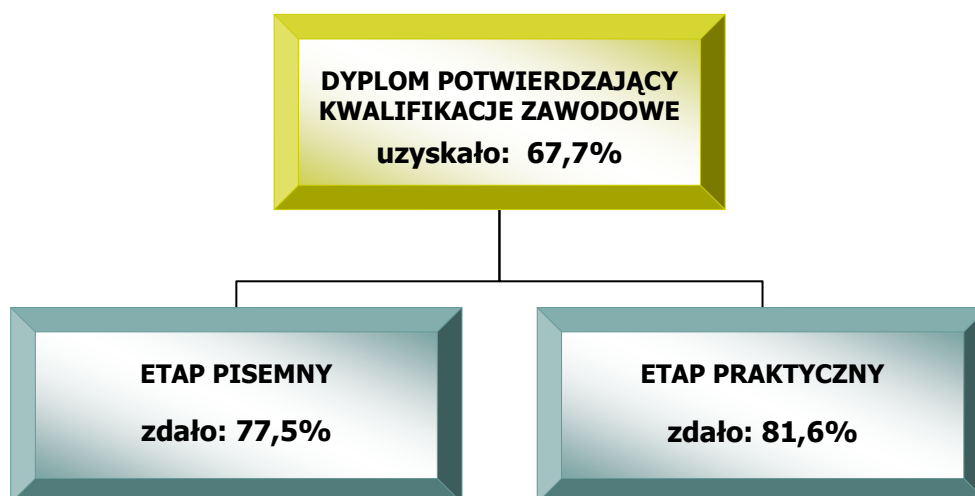 DYPLOM POTWIERDZAJĄCY
KWALIFIKACJE ZAWODOWE
uzyskało: 67,7%
ETAP PISEMNY
zdało: 77,5%
ETAP PRAKTYCZNY
zdało: 81,6%